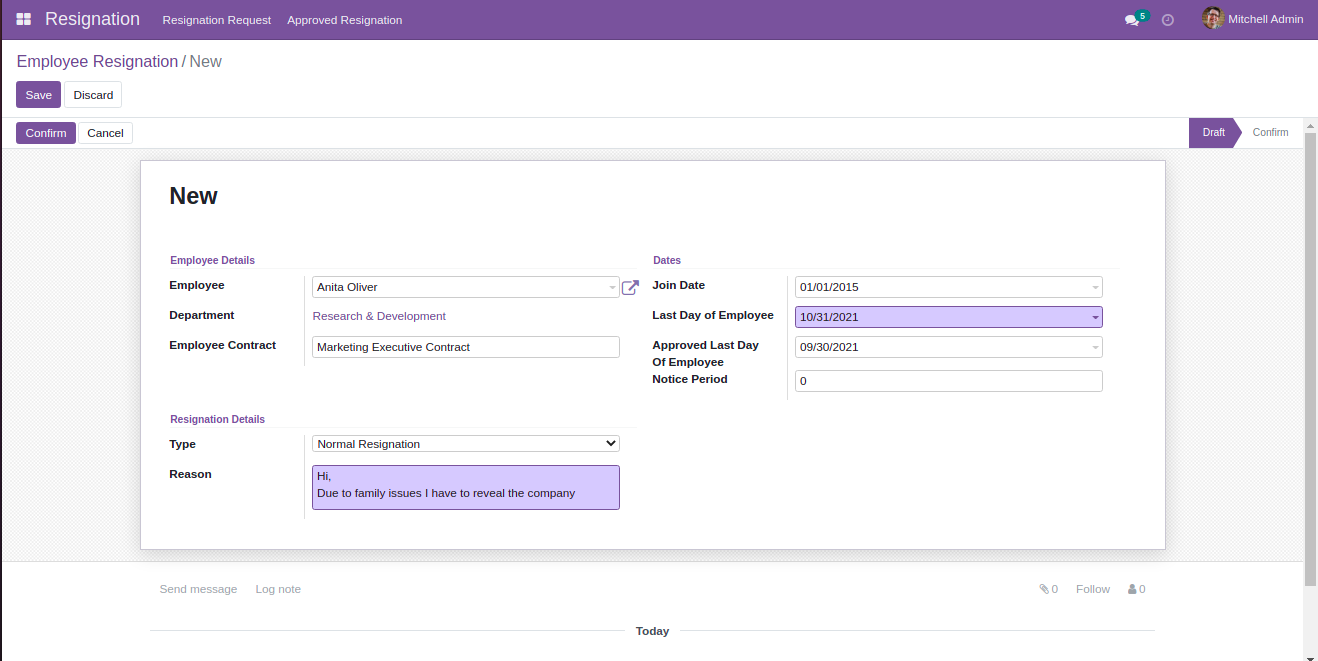 Resignation Resignation Request Approved Resignation 5 Mitchell Admin
Employee Resignation / New
Save Discard
Confirm Cancel Draft Confirm
New
Employee Details
Employee Anita Oliver
Department Research & Development
Employee Contract Marketing Executive Contract
Dates
Join Date 01/01/2015
Last Day of Employee 10/31/2021
Approved Last Day 09/30/2021
Of Employee
Notice Period 0
Resignation Details
Type Normal Resignation
Reason Hi,
Due to family issues I have to reveal the company
Send message Log note 0 Follow 0
Today